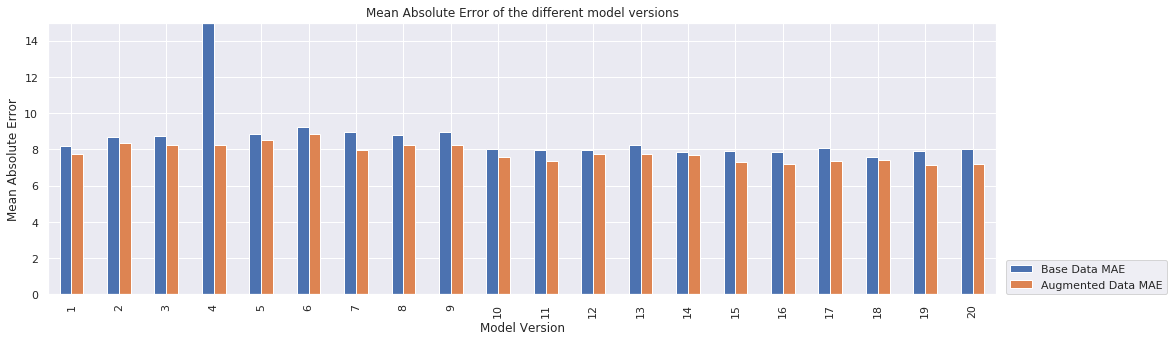 Mean Absolute Error of the different model versions
Mean Absolute Error
14
12
10
8
6
4
2
0
1 2 3 4 5 6 7 8 9 10 11 12 13 14 15 16 17 18 19 20
Model Version
Base Data MAE
Augmented Data MAE